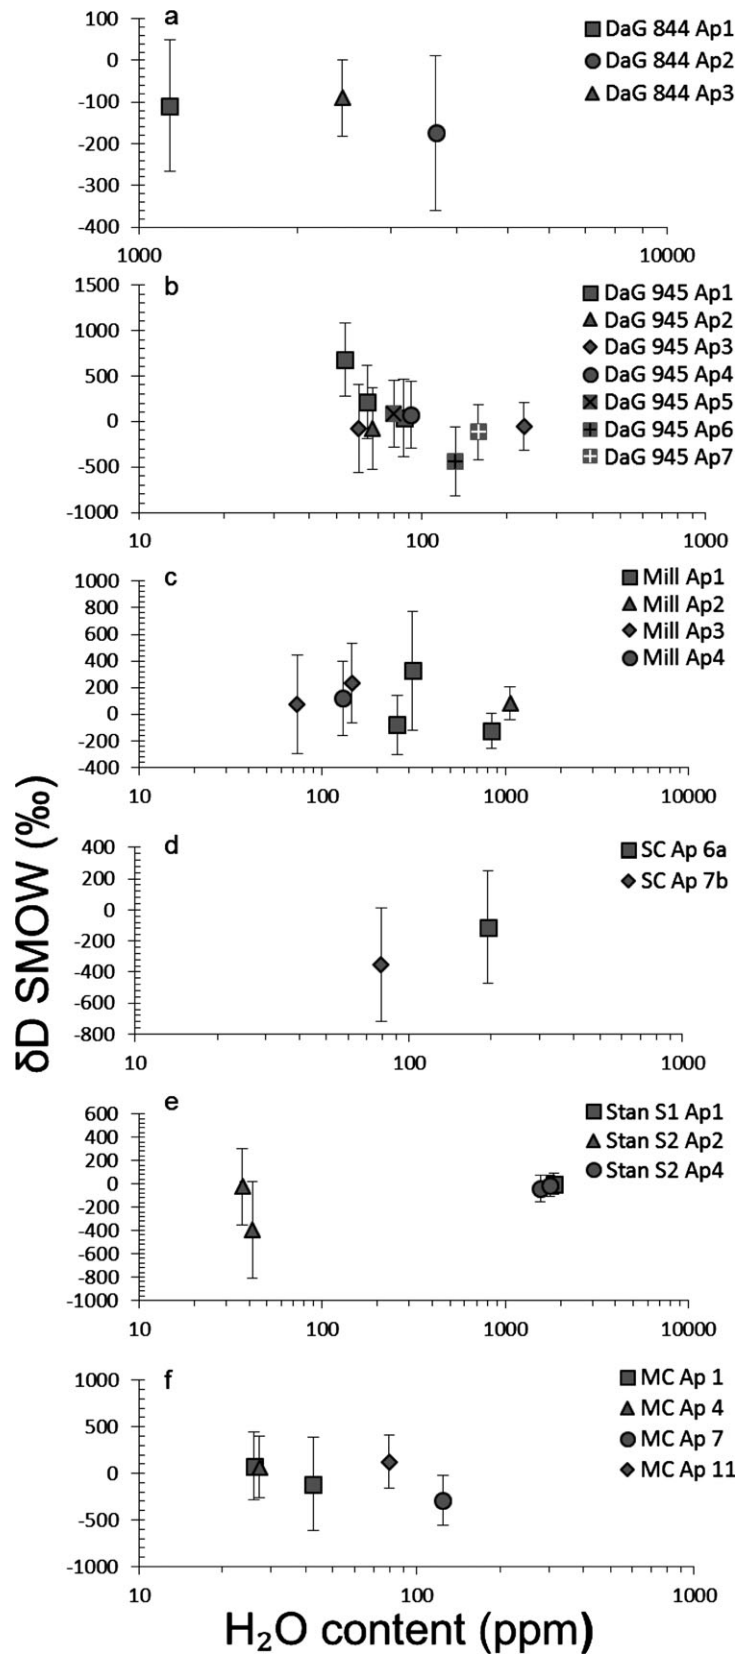 a
100
0
-100
-200
-300
-400
1000
10000
DaG 844 Ap1
DaG 844 Ap2
DaG 844 Ap3
b
1500
1000
500
0
-500
-1000
10
100
1000
DaG 945 Ap1
DaG 945 Ap2
DaG 945 Ap3
DaG 945 Ap4
DaG 945 Ap5
DaG 945 Ap6
DaG 945 Ap7
c
1000
800
600
400
200
0
-200
-400
10
100
1000
10000
Mill Ap1
Mill Ap2
Mill Ap3
Mill Ap4
d
400
200
0
-200
-400
-600
-800
10
100
1000
SC Ap 6a
SC Ap 7b
e
600
400
200
0
-200
-400
-600
-800
-1000
10
100
1000
10000
Stan S1 Ap1
Stan S2 Ap2
Stan S2 Ap4
f
1000
500
0
-500
-1000
10
100
1000
MC Ap 1
MC Ap 4
MC Ap 7
MC Ap 11
δD SMOW (‰)
H₂O content (ppm)